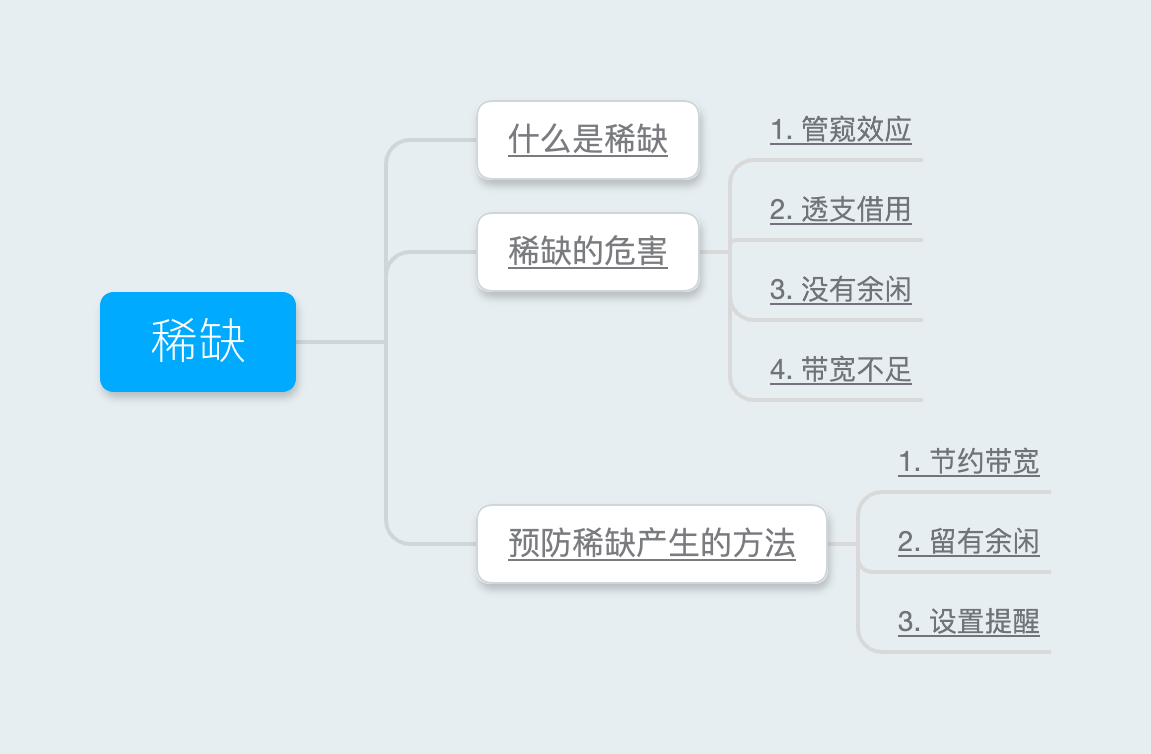 稀缺
什么是稀缺
稀缺的危害
1. 管窥效应
2. 透支借用
3. 没有余闲
4. 带宽不足
预防稀缺产生的方法
1. 节约带宽
2. 留有余闲
3. 设置提醒